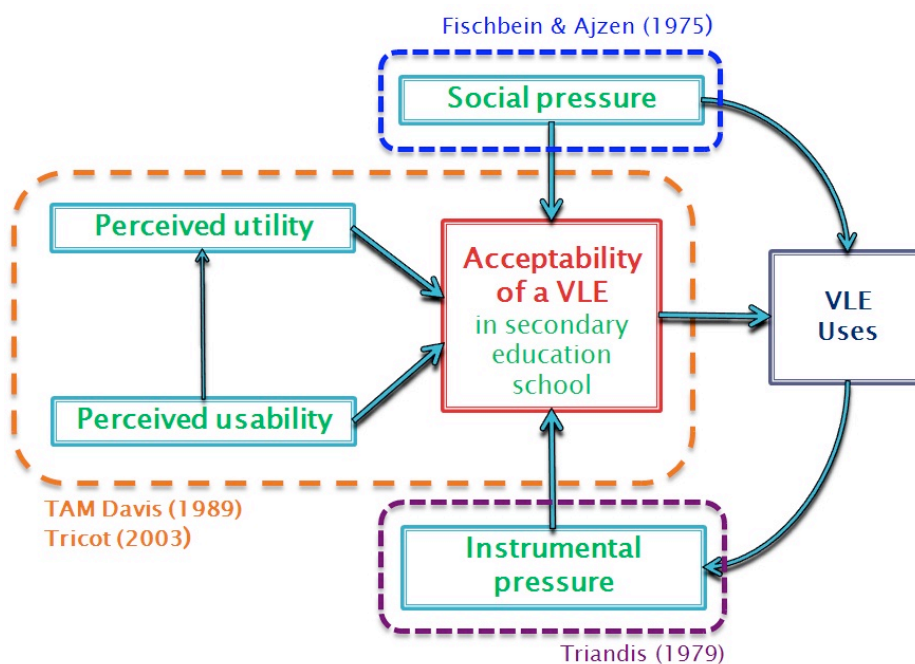 Fischbein & Ajzen (1975)
Social pressure
Perceived utility
Acceptability
of a VLE
in secondary
education
school
VLE
Uses
Perceived usability
TAM Davis (1989)
Tricot (2003)
Instrumental
pressure
Triandis (1979)